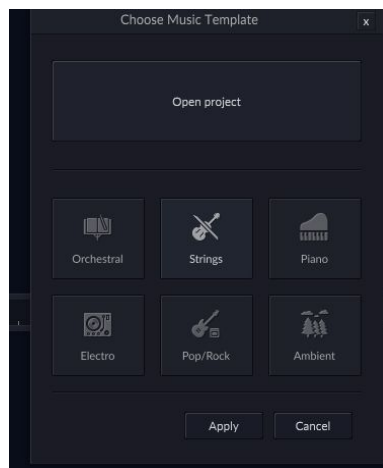 Choose Music Template
x
Open project
Orchestral
Strings
Piano
Electro
Pop/Rock
Ambient
Apply
Cancel